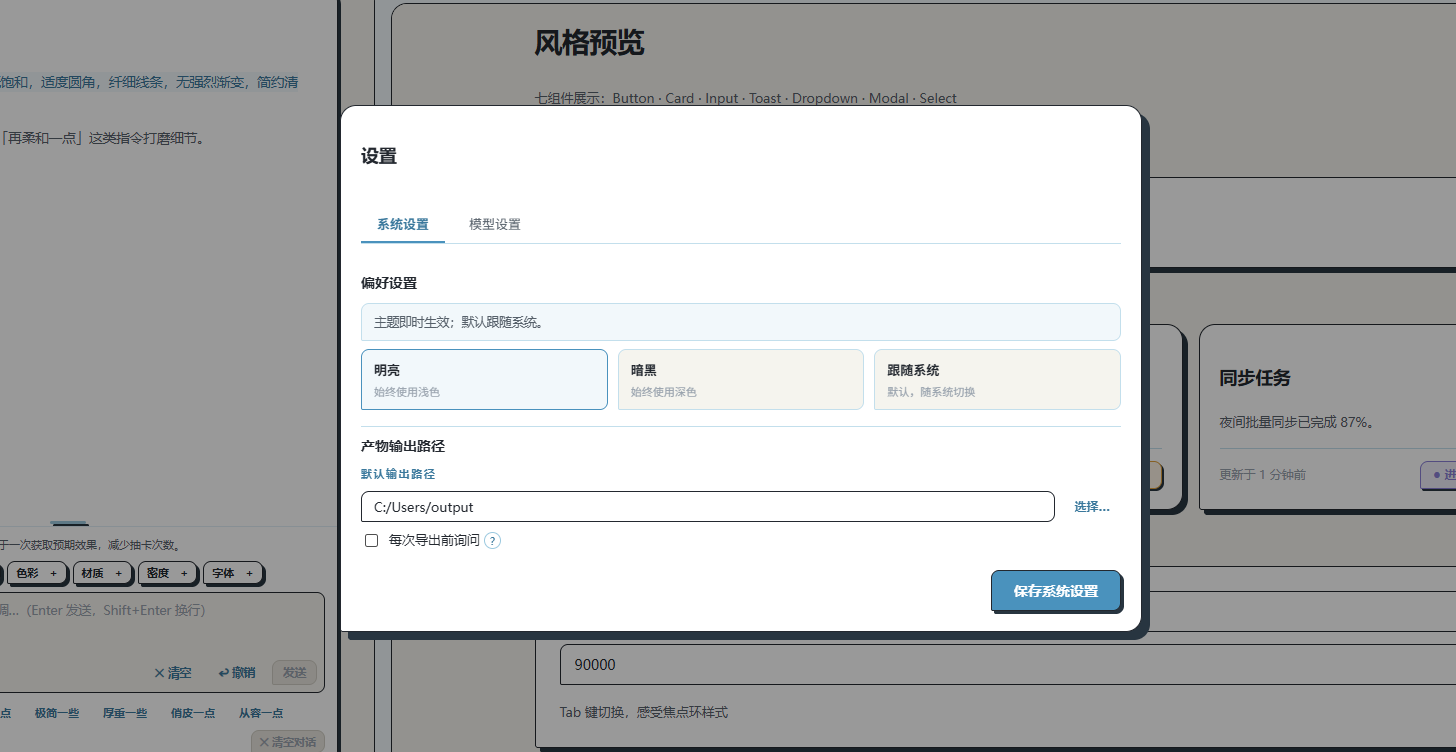 风格预览
七组件展示：Button · Card · Input · Toast · Dropdown · Modal · Select
饱和，适度圆角，纤细线条，无强烈渐变，简约清
「再柔和一点」这类指令打磨细节。
设置
系统设置
模型设置
偏好设置
主题即时生效；默认跟随系统。
明亮
始终使用浅色
暗黑
始终使用深色
跟随系统
默认，随系统切换
产物输出路径
默认输出路径
C:/Users/output
选择...
每次导出前询问 ?
保存系统设置
同步任务
夜间批量同步已完成 87%。
更新于 1 分钟前
进
于一次获取预期效果，减少抽卡次数。
色彩 +
材质 +
密度 +
字体 +
调...（Enter 发送，Shift+Enter 换行）
清空
撤销
发送
点
极简一些
厚重一些
俏皮一点
从容一点
清空对话
90000
Tab 键切换，感受焦点环样式